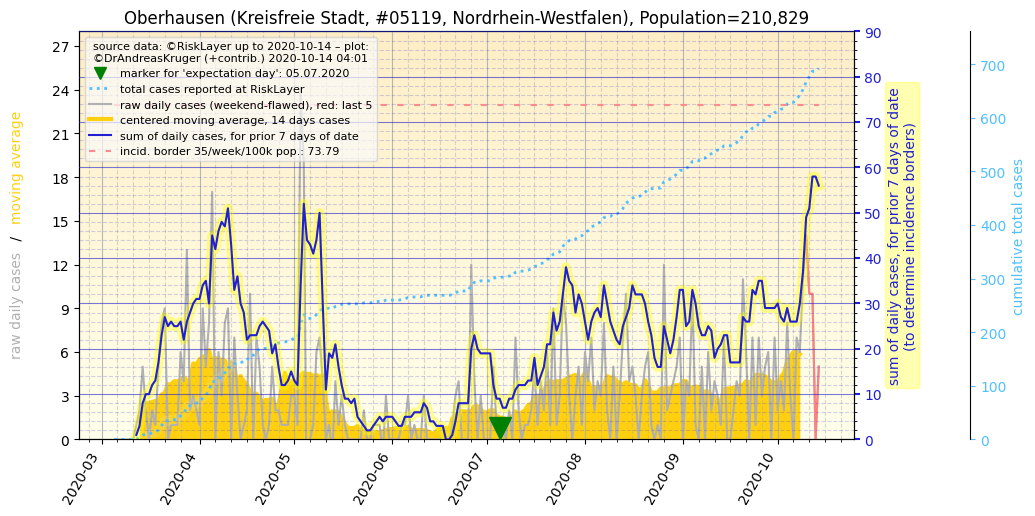 Oberhausen (Kreisfreie Stadt, #05119, Nordrhein-Westfalen), Population=210,829
source data: ©RiskLayer up to 2020-10-14 – plot:
©DrAndreasKruger (+contrib.) 2020-10-14 04:01
marker for 'expectation day': 05.07.2020
total cases reported at RiskLayer
raw daily cases (weekend-flawed), red: last 5
centered moving average, 14 days cases
sum of daily cases, for prior 7 days of date
incid. border 35/week/100k pop.: 73.79
raw daily cases / moving average
27
24
21
18
15
12
9
6
3
0
90
80
70
60
50
40
30
20
10
0
sum of daily cases, for prior 7 days of date
(to determine incidence borders)
700
600
500
400
300
200
100
0
cumulative total cases
2020-03
2020-04
2020-05
2020-06
2020-07
2020-08
2020-09
2020-10